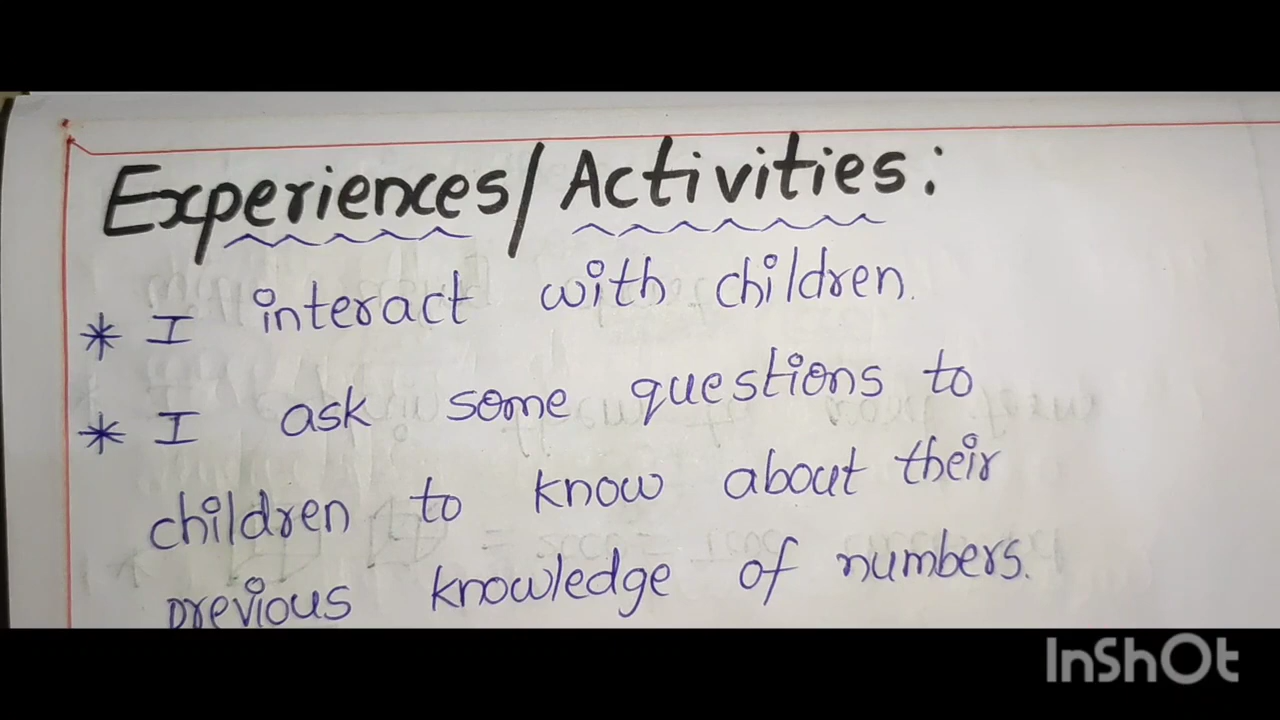 Experiences/Activities:
* I interact with children.
* I ask some questions to
children to know about their
previous knowledge of numbers.
InShOt